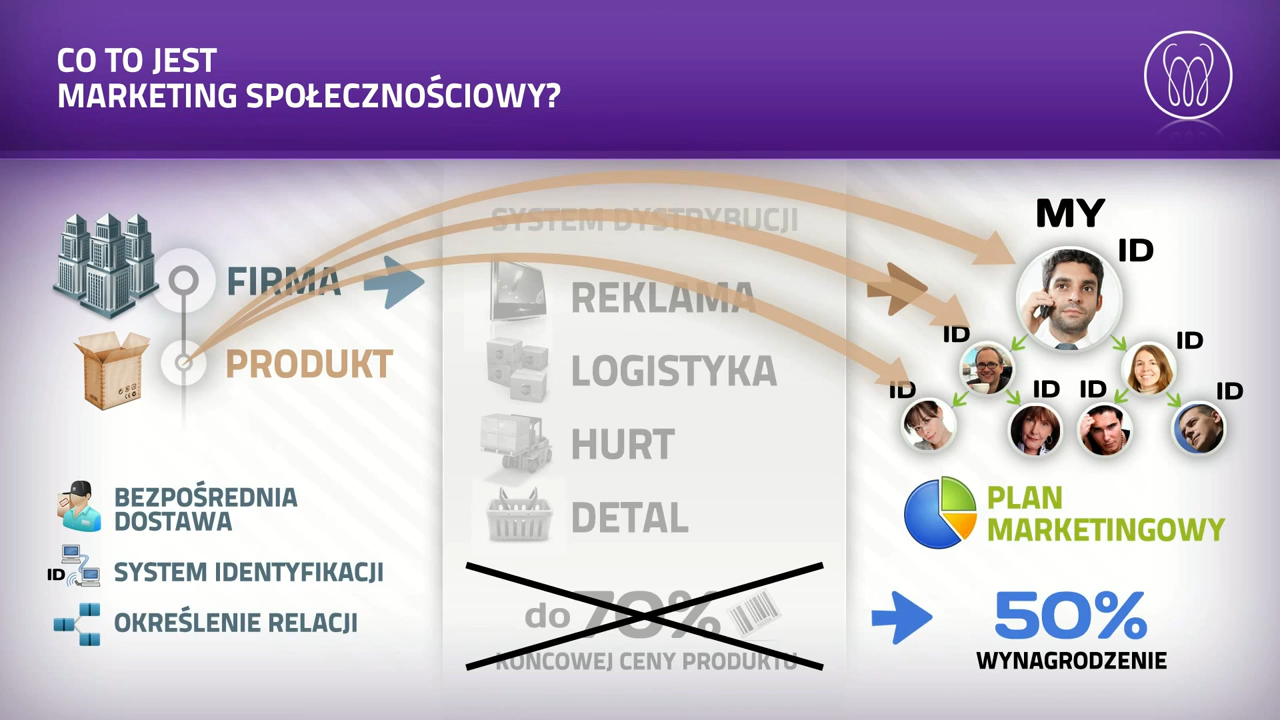 CO TO JEST
MARKETING SPOŁECZNOŚCIOWY?
FIRMA
PRODUKT
BEZPOŚREDNIA
DOSTAWA
ID
SYSTEM IDENTYFIKACJI
OKREŚLENIE RELACJI
SYSTEM DYSTRYBUCJI
REKLAMA
LOGISTYKA
HURT
DETAL
do 70%
KOŃCOWEJ CENY PRODUKTU
MY
ID
ID
ID
ID
ID
ID
ID
PLAN
MARKETINGOWY
50%
WYNAGRODZENIE